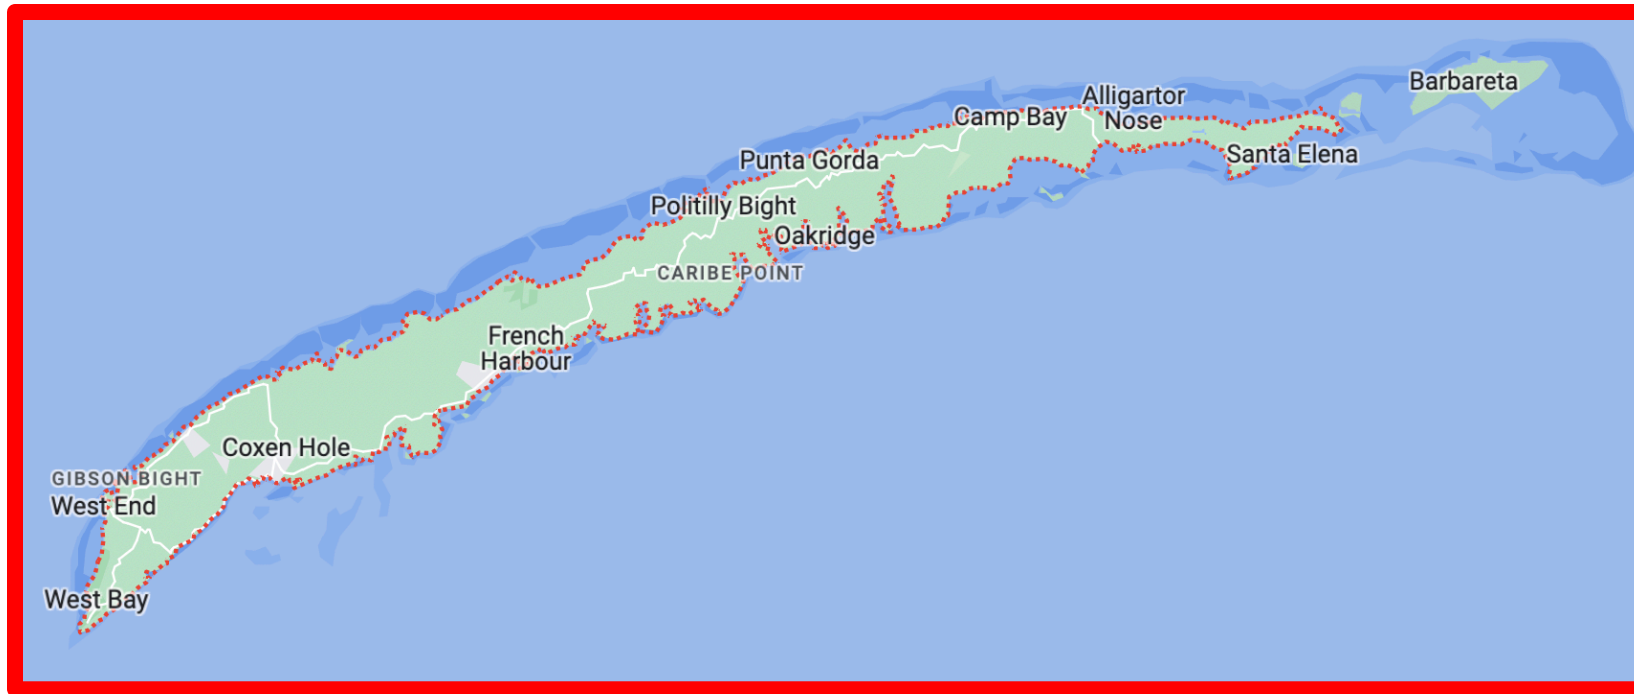 Barbareta
Alligartor
Nose
Camp Bay
Santa Elena
Punta Gorda
Politilly Bight
Oakridge
CARIBE POINT
French
Harbour
Coxen Hole
GIBSON BIGHT
West End
West Bay